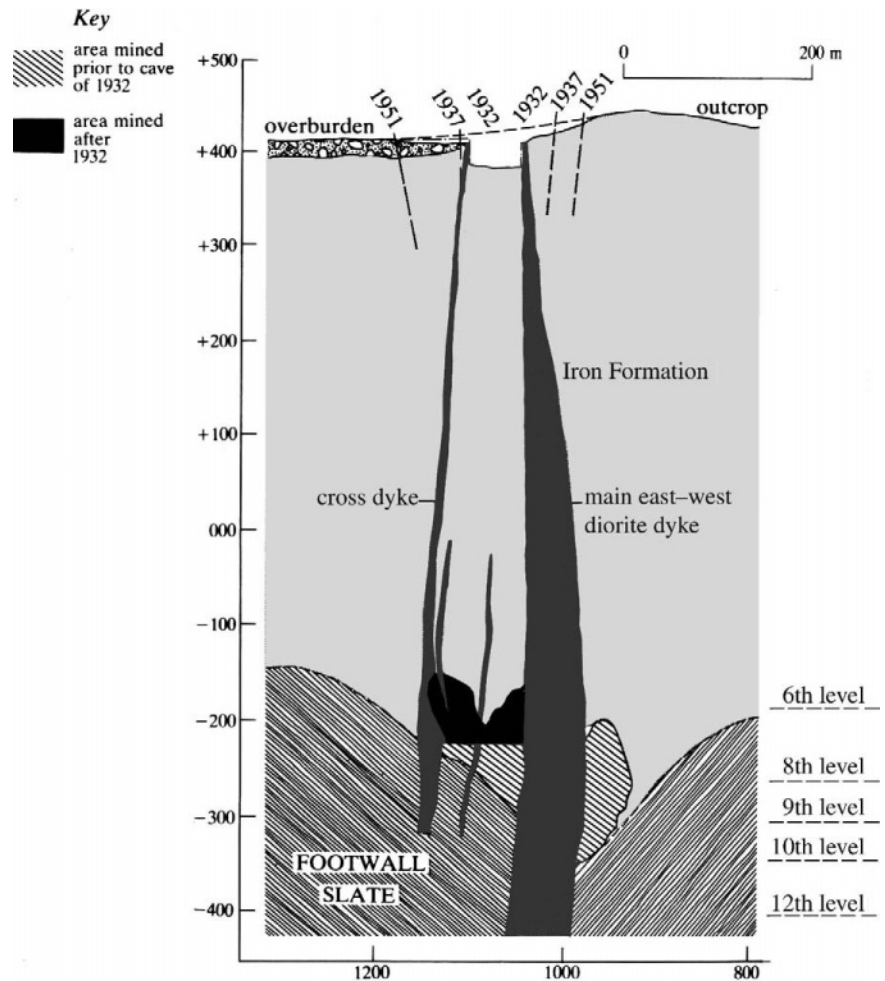 Key
area mined
prior to cave
of 1932
area mined
after
1932
0
200 m
+500
+400
+300
+200
+100
000
−100
−200
−300
−400
1951
1937
1932
1932
1937
1951
outcrop
overburden
Iron Formation
cross dyke
main east–west
diorite dyke
6th level
8th level
9th level
10th level
12th level
FOOTWALL
SLATE
1200
1000
800